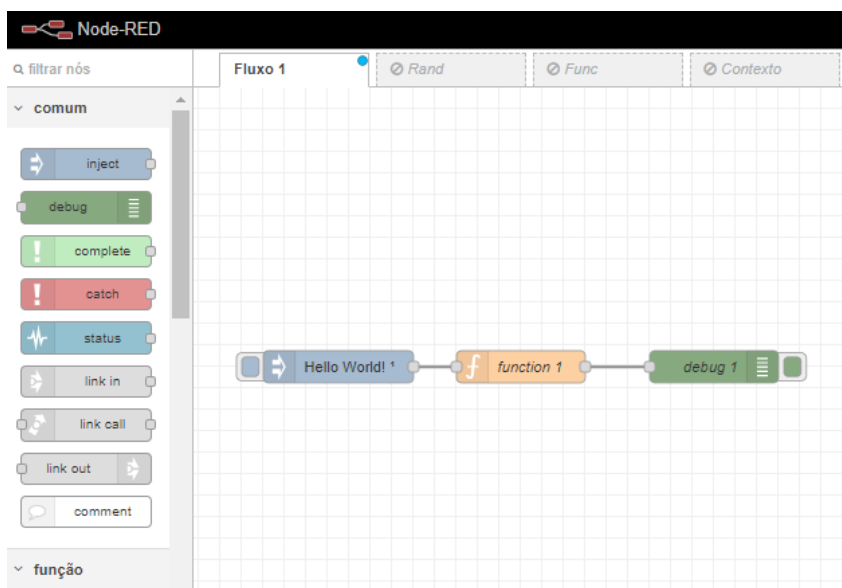 Node-RED
filtrar nós
Fluxo 1
Rand
Func
Contexto
comum
inject
debug
complete
catch
status
link in
link call
link out
comment
função
Hello World! ¹
function 1
debug 1